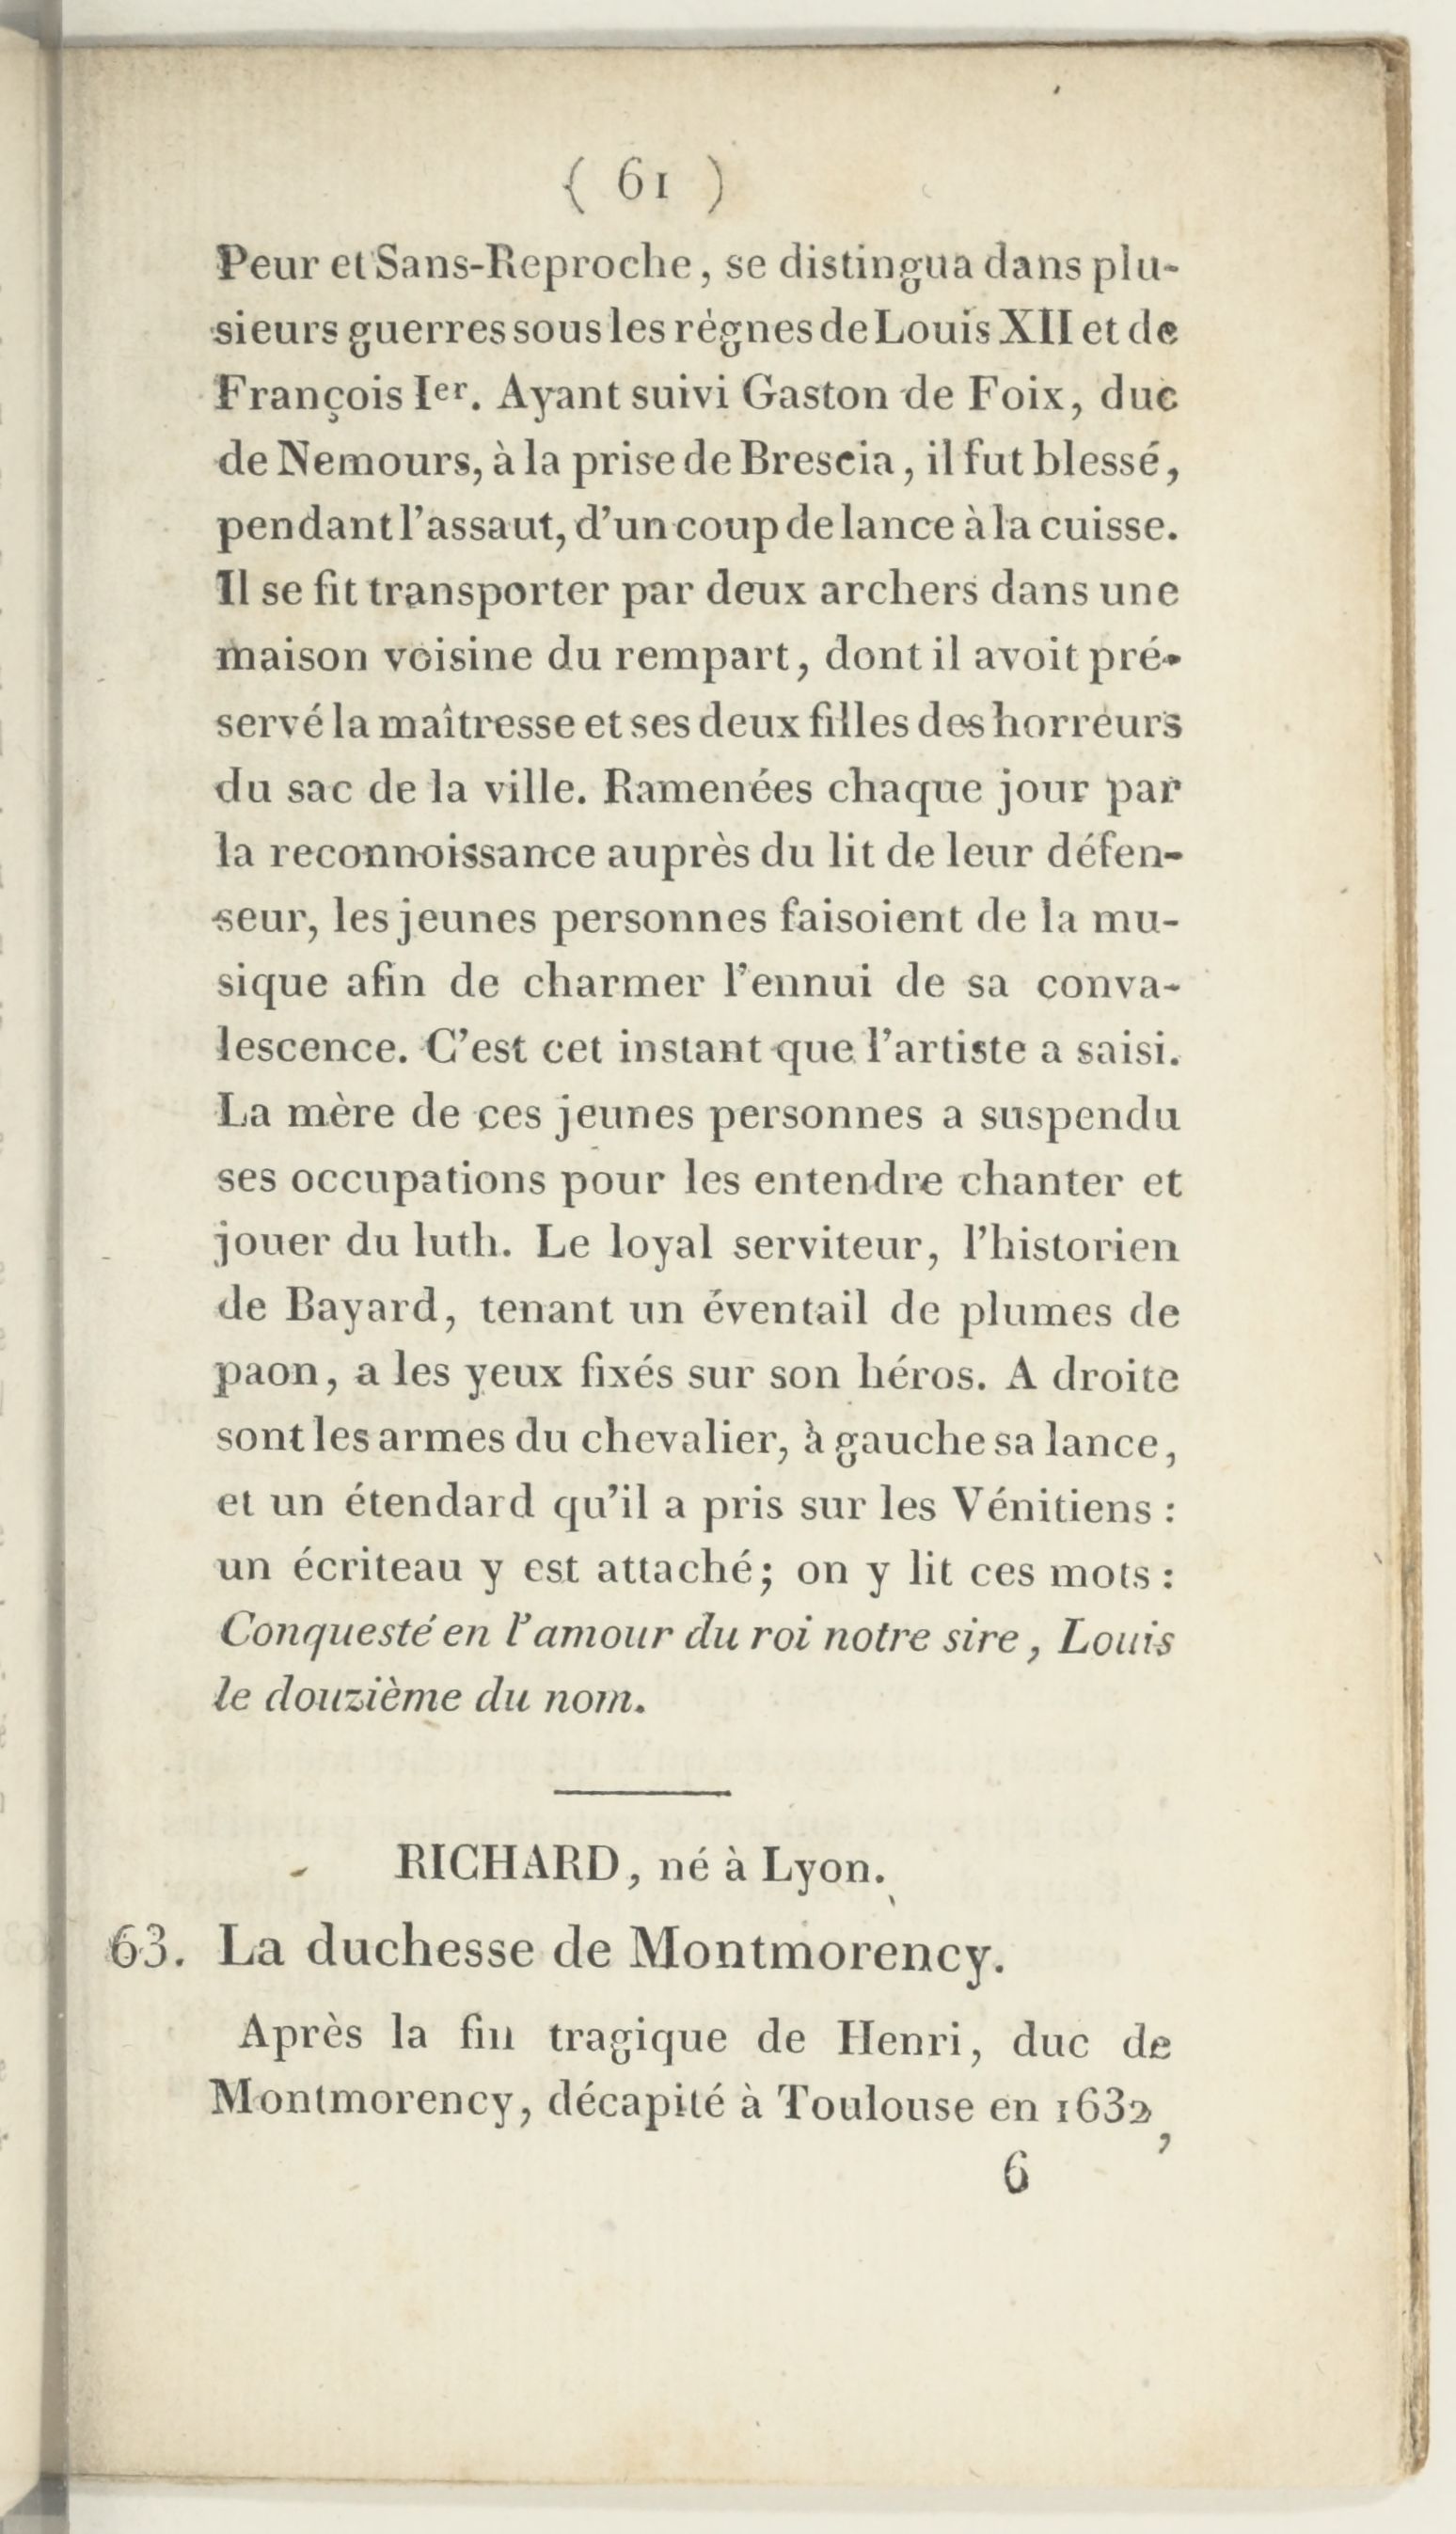 ( 61 )
Peur et Sans-Reproche, se distingua dans plu-
sieurs guerres sous les règnes de Louis XII et de
François Ier. Ayant suivi Gaston de Foix, duc
de Nemours, à la prise de Brescia, il fut blessé,
pendant l'assaut, d'un coup de lance à la cuisse.
Il se fit transporter par deux archers dans une
maison voisine du rempart, dont il avoit pré-
servé la maîtresse et ses deux filles des horreurs
du sac de la ville. Ramenées chaque jour par
la reconnoissance auprès du lit de leur défen-
seur, les jeunes personnes faisoient de la mu-
sique afin de charmer l'ennui de sa conva-
lescence. C'est cet instant que l'artiste a saisi.
La mère de ces jeunes personnes a suspendu
ses occupations pour les entendre chanter et
jouer du luth. Le loyal serviteur, l'historien
de Bayard, tenant un éventail de plumes de
paon, a les yeux fixés sur son héros. A droite
sont les armes du chevalier, à gauche sa lance,
et un étendard qu'il a pris sur les Vénitiens :
un écriteau y est attaché; on y lit ces mots :
Conquesté en l'amour du roi notre sire, Louis
le douzième du nom.
RICHARD, né à Lyon.
63. La duchesse de Montmorency.
Après la fin tragique de Henri, duc de
Montmorency, décapité à Toulouse en 1632,
6